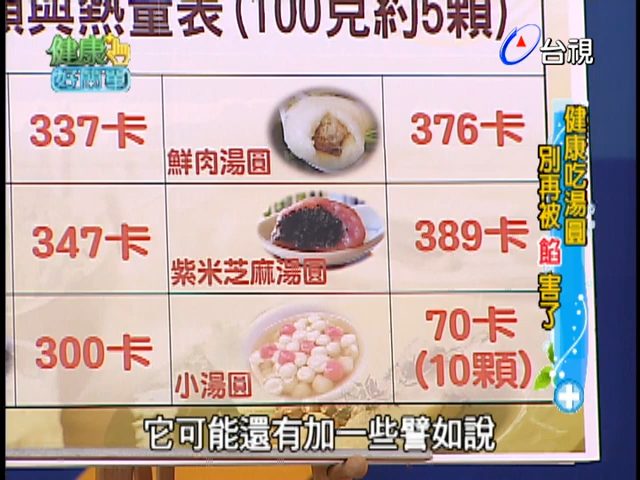 類與熱量表(100克約5顆)
台視
健康
好簡單
337卡
鮮肉湯圓
376卡
347卡
紫米芝麻湯圓
389卡
300卡
小湯圓
70卡
(10顆)
健康吃湯圓
別再被餡害了
它可能還有加一些譬如說